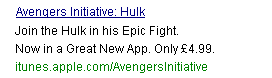 Avengers Initiative: Hulk
Join the Hulk in his Epic Fight.
Now in a Great New App. Only £4.99.
itunes.apple.com/AvengersInitiative